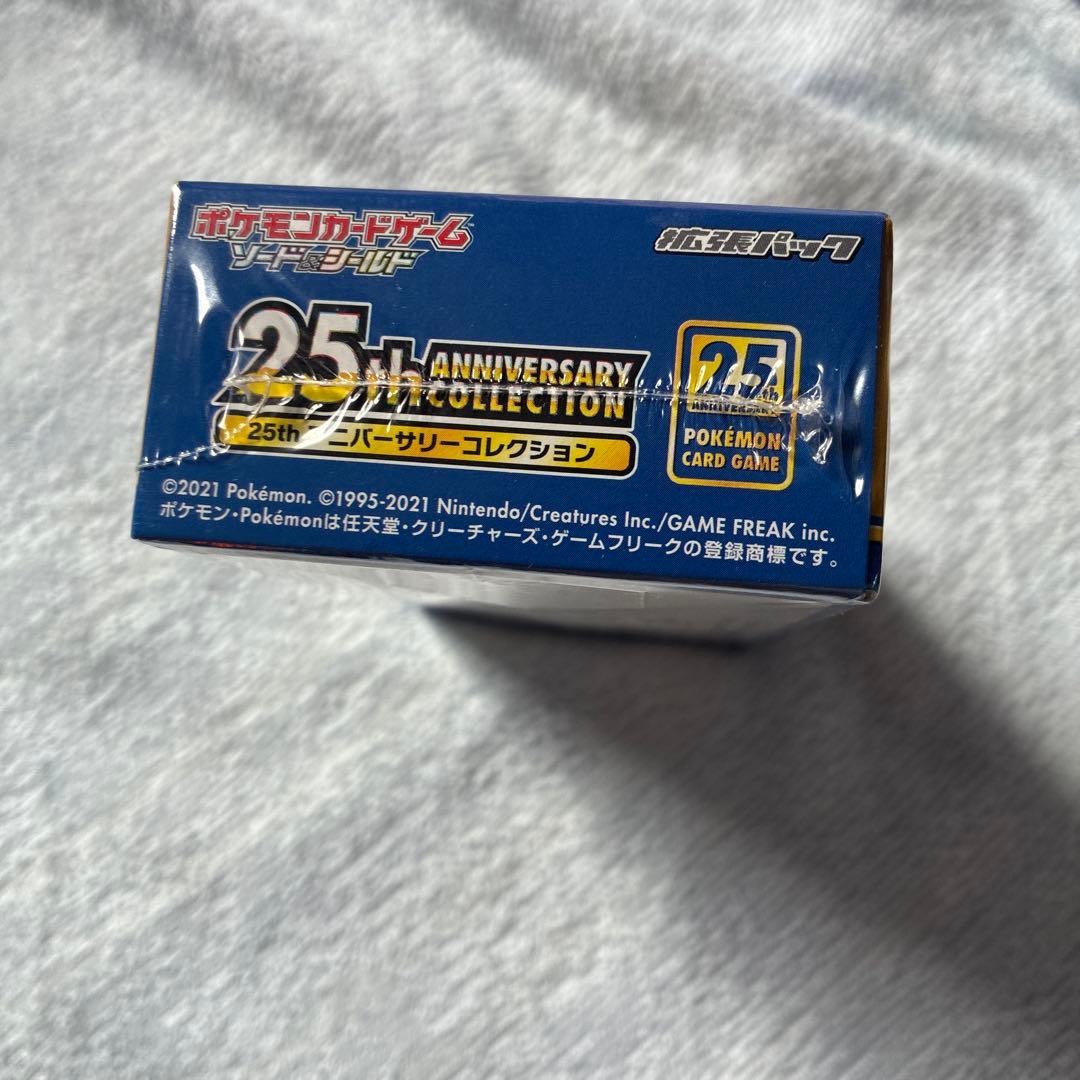 ポケモンカードゲーム
ソード&シールド
拡張パック
25th ANNIVERSARY
COLLECTION
25th アニバーサリーコレクション
25th
ANNIVERSARY
POKÉMON
CARD GAME
©2021 Pokémon. ©1995-2021 Nintendo/Creatures Inc./GAME FREAK inc.
ポケモン・Pokémonは任天堂・クリーチャーズ・ゲームフリークの登録商標です。